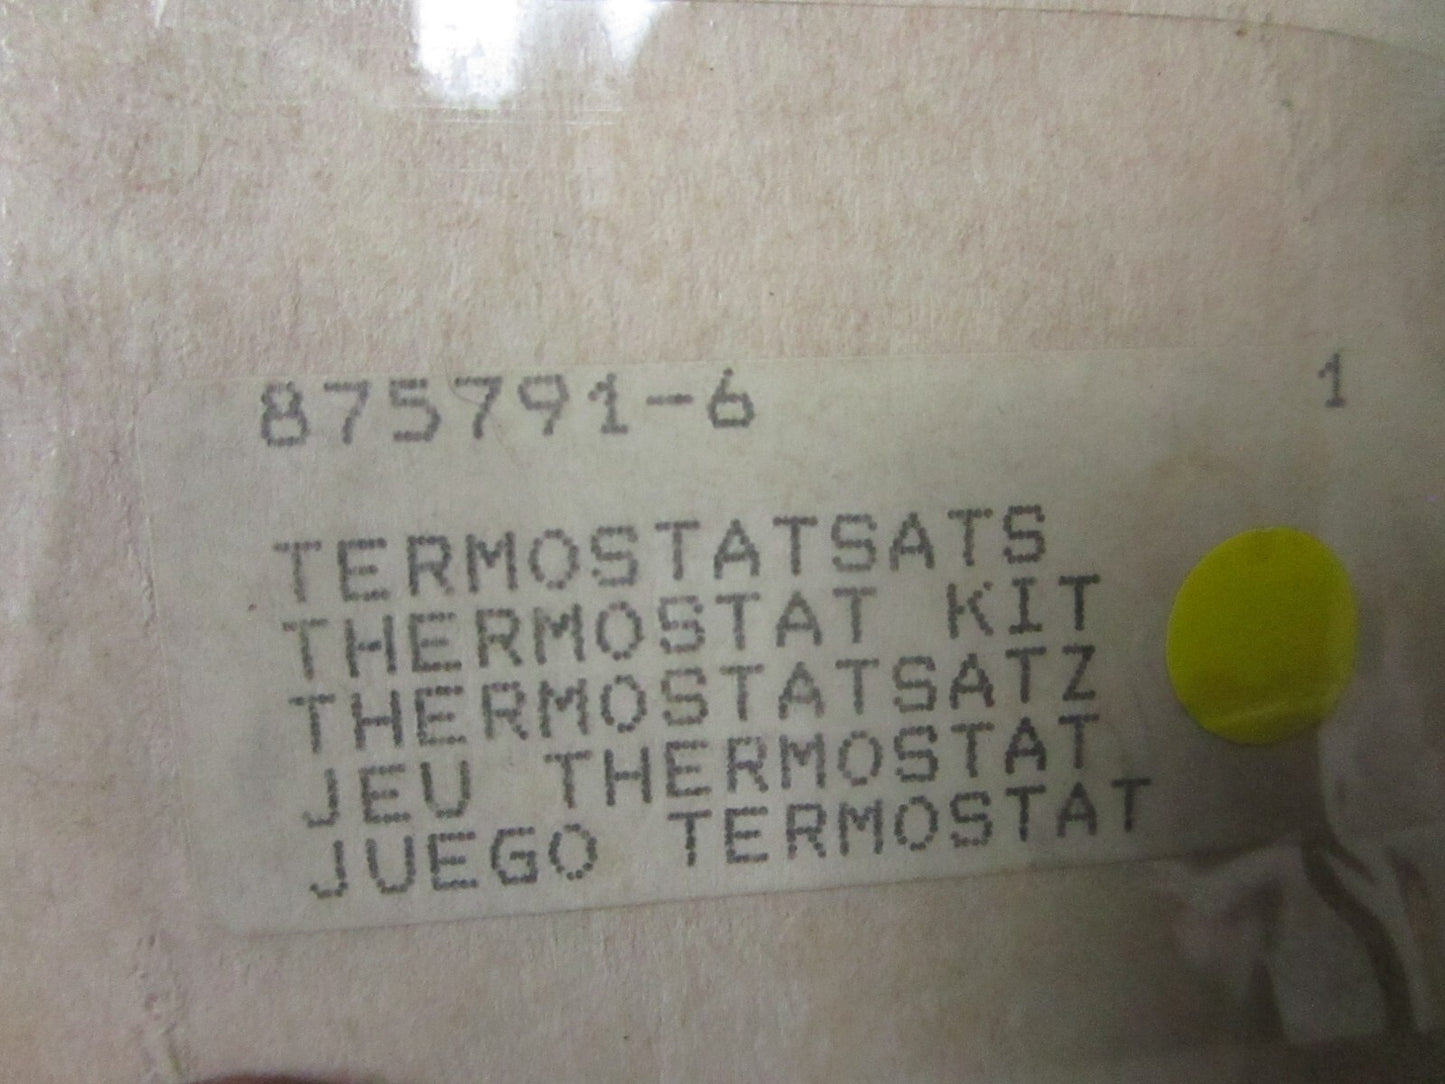 875791-6 1
TERMOSTATSATS
THERMOSTAT KIT
THERMOSTATSATZ
JEU THERMOSTAT
JUEGO TERMOSTAT